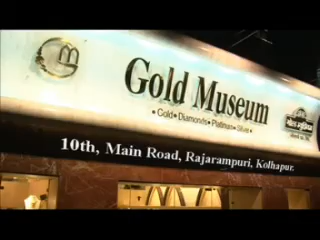 Gold Museum
• Gold • Diamonds • Platinum • Silver •
10th, Main Road, Rajarampuri, Kolhapur.